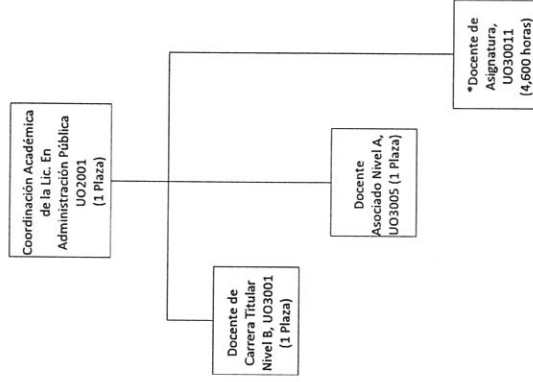 Coordinación Académica
de la Lic. En
Administración Pública
UO2001
(1 Plaza)
Docente de
Carrera Titular
Nivel B, UO3001
(1 Plaza)
Docente
Asociado Nivel A,
UO3005 (1 Plaza)
*Docente de
Asignatura,
UO30011
(4,600 horas)